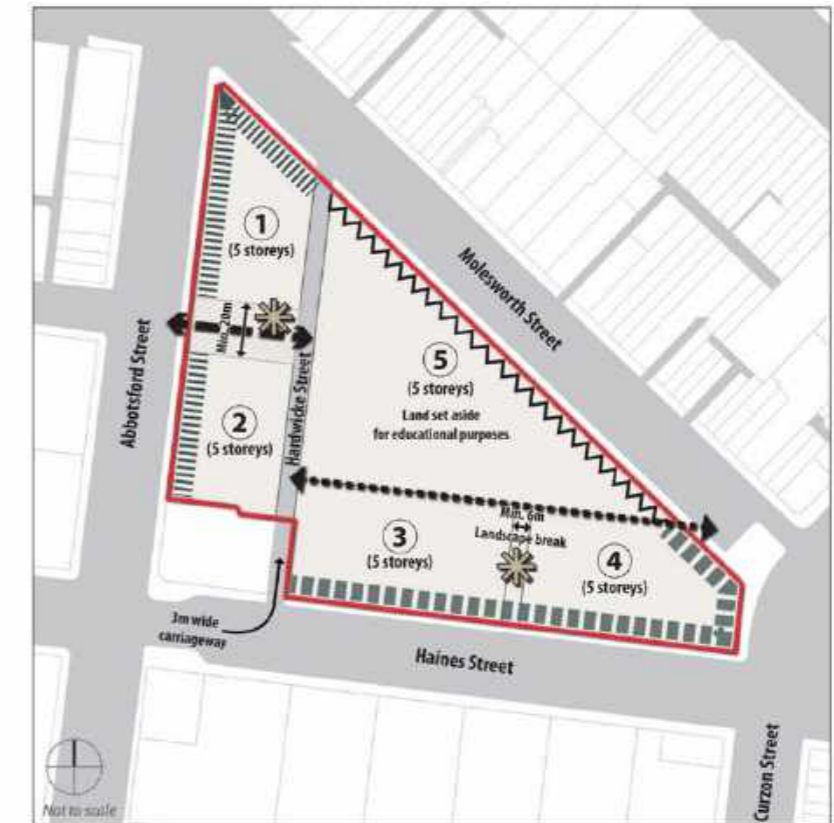 Molesworth Street
1
(5 storeys)
Min. 20m
Abbotsford Street
Hardwicke Street
2
(5 storeys)
5
(5 storeys)
Land set aside
for educational purposes
Min. 6m
Landscape break
3
(5 storeys)
4
(5 storeys)
3m wide
carriageway
Haines Street
Curzon Street
Not to scale